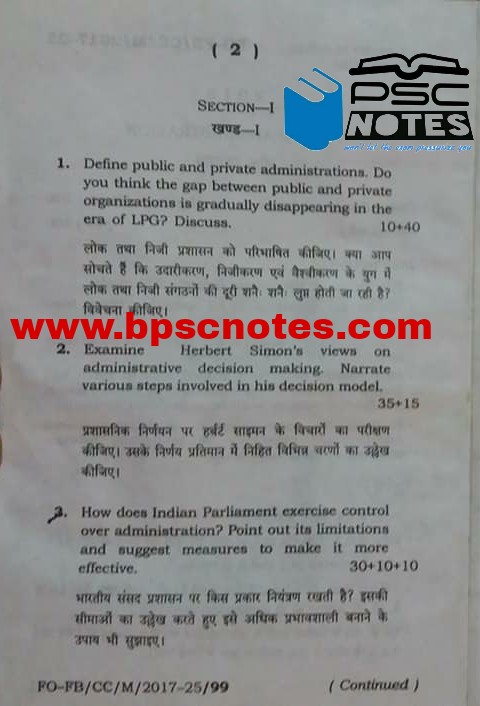 ( 2 )
PSC
NOTES
SECTION—I
खण्ड—I
1. Define public and private administrations. Do
you think the gap between public and private
organizations is gradually disappearing in the
era of LPG? Discuss. 10+40
लोक तथा निजी प्रशासन को परिभाषित कीजिए। क्या आप
सोचते हैं कि उदारीकरण, निजीकरण एवं वैश्वीकरण के युग में
लोक तथा निजी संगठनों की दूरी शनैः शनैः लुप्त होती जा रही है?
विवेचना कीजिए।
www.bpscnotes.com
2. Examine Herbert Simon's views on
administrative decision making. Narrate
various steps involved in his decision model.
35+15
प्रशासनिक निर्णयन पर हर्बर्ट साइमन के विचारों का परीक्षण
कीजिए। उसके निर्णय प्रतिमान में निहित विभिन्न चरणों का उल्लेख
कीजिए।
3. How does Indian Parliament exercise control
over administration? Point out its limitations
and suggest measures to make it more
effective. 30+10+10
भारतीय संसद प्रशासन पर किस प्रकार नियंत्रण रखती है? इसकी
सीमाओं का उल्लेख करते हुए इसे अधिक प्रभावशाली बनाने के
उपाय भी सुझाइए।
FO-FB/CC/M/2017-25/99 ( Continued )